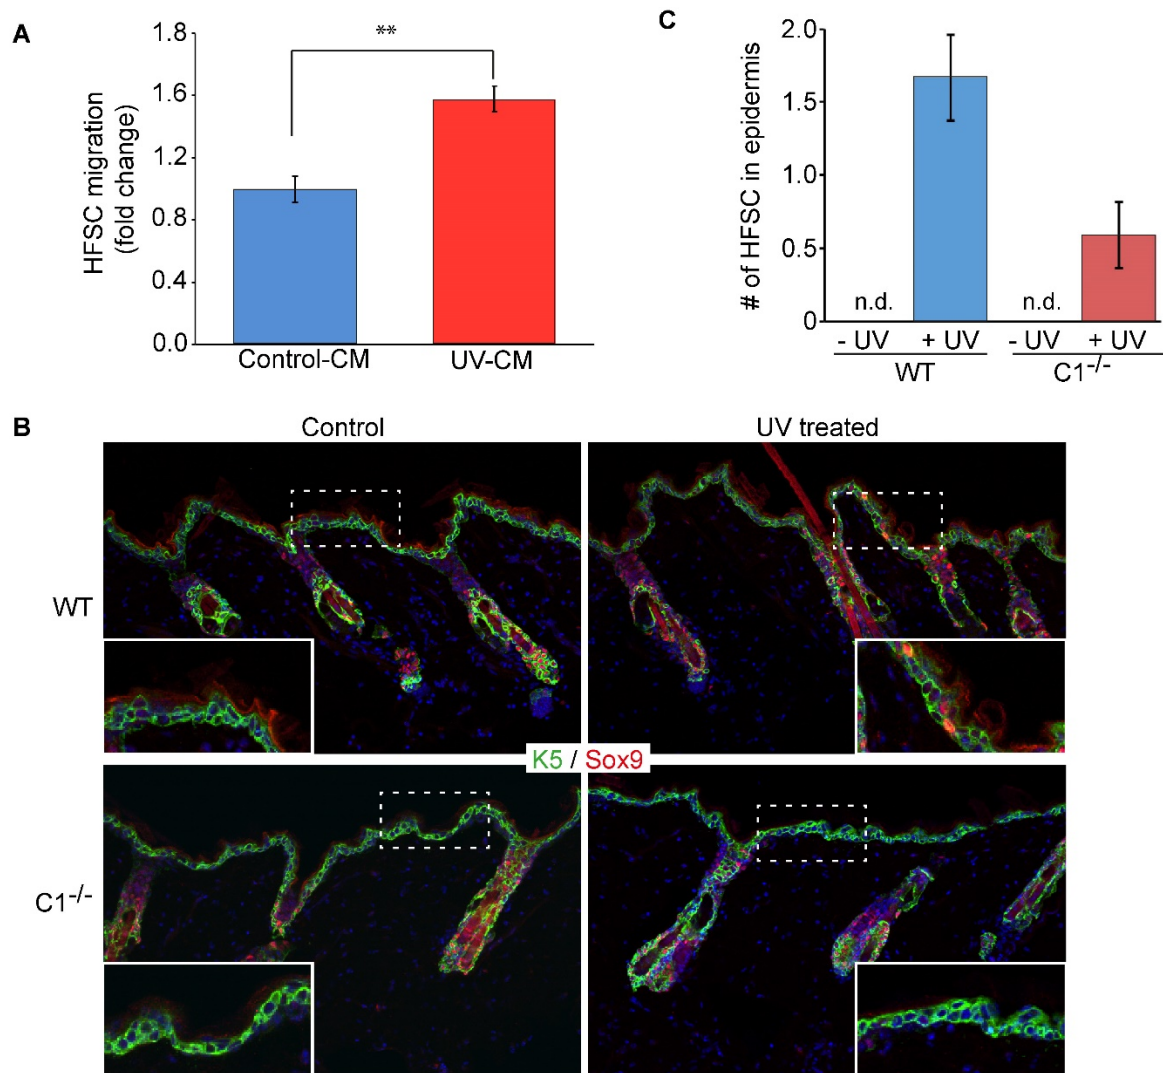 A
1.8
1.6
1.2
0.8
0.4
0.0
HFSC migration
(fold change)
**
Control-CM
UV-CM
C
2.0
1.5
1.0
0.5
0
# of HFSC in epidermis
n.d.
n.d.
- UV
+ UV
- UV
+ UV
WT
C1-/-
B
Control
UV treated
WT
K5 / Sox9
C1-/-